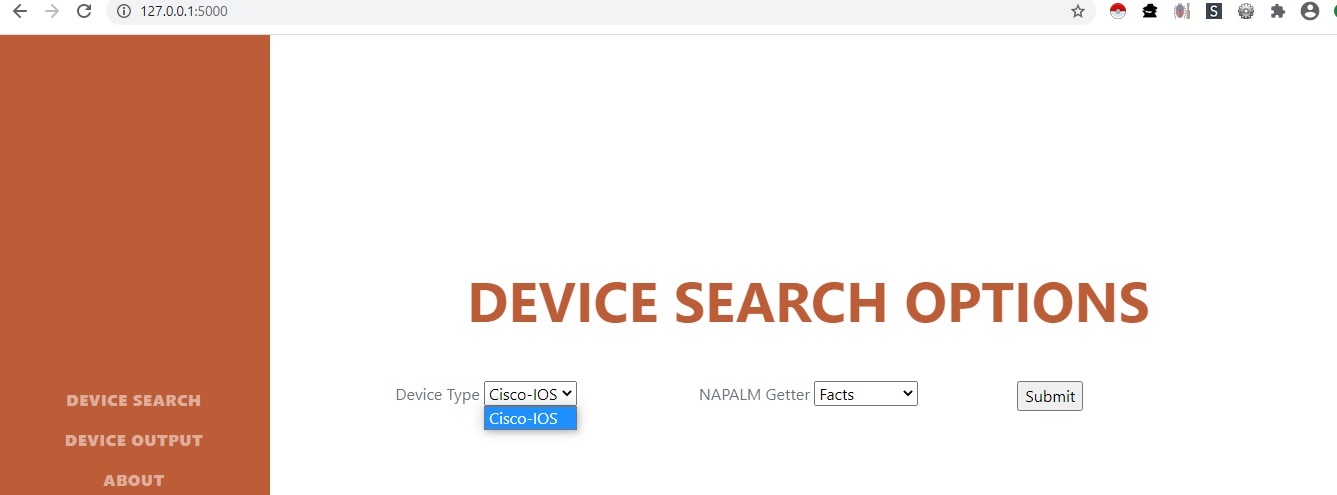 127.0.0.1:5000
S
DEVICE SEARCH OPTIONS
Device Type Cisco-IOS NAPALM Getter Facts Submit
Cisco-IOS
DEVICE SEARCH
DEVICE OUTPUT
ABOUT